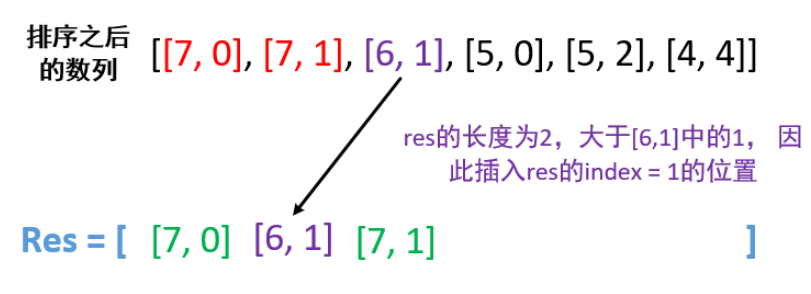 排序之后
的数列
[[7, 0], [7, 1], [6, 1], [5, 0], [5, 2], [4, 4]]
res的长度为2，大于[6,1]中的1， 因
此插入res的index = 1的位置
Res = [ [7, 0] [6, 1] [7, 1] ]